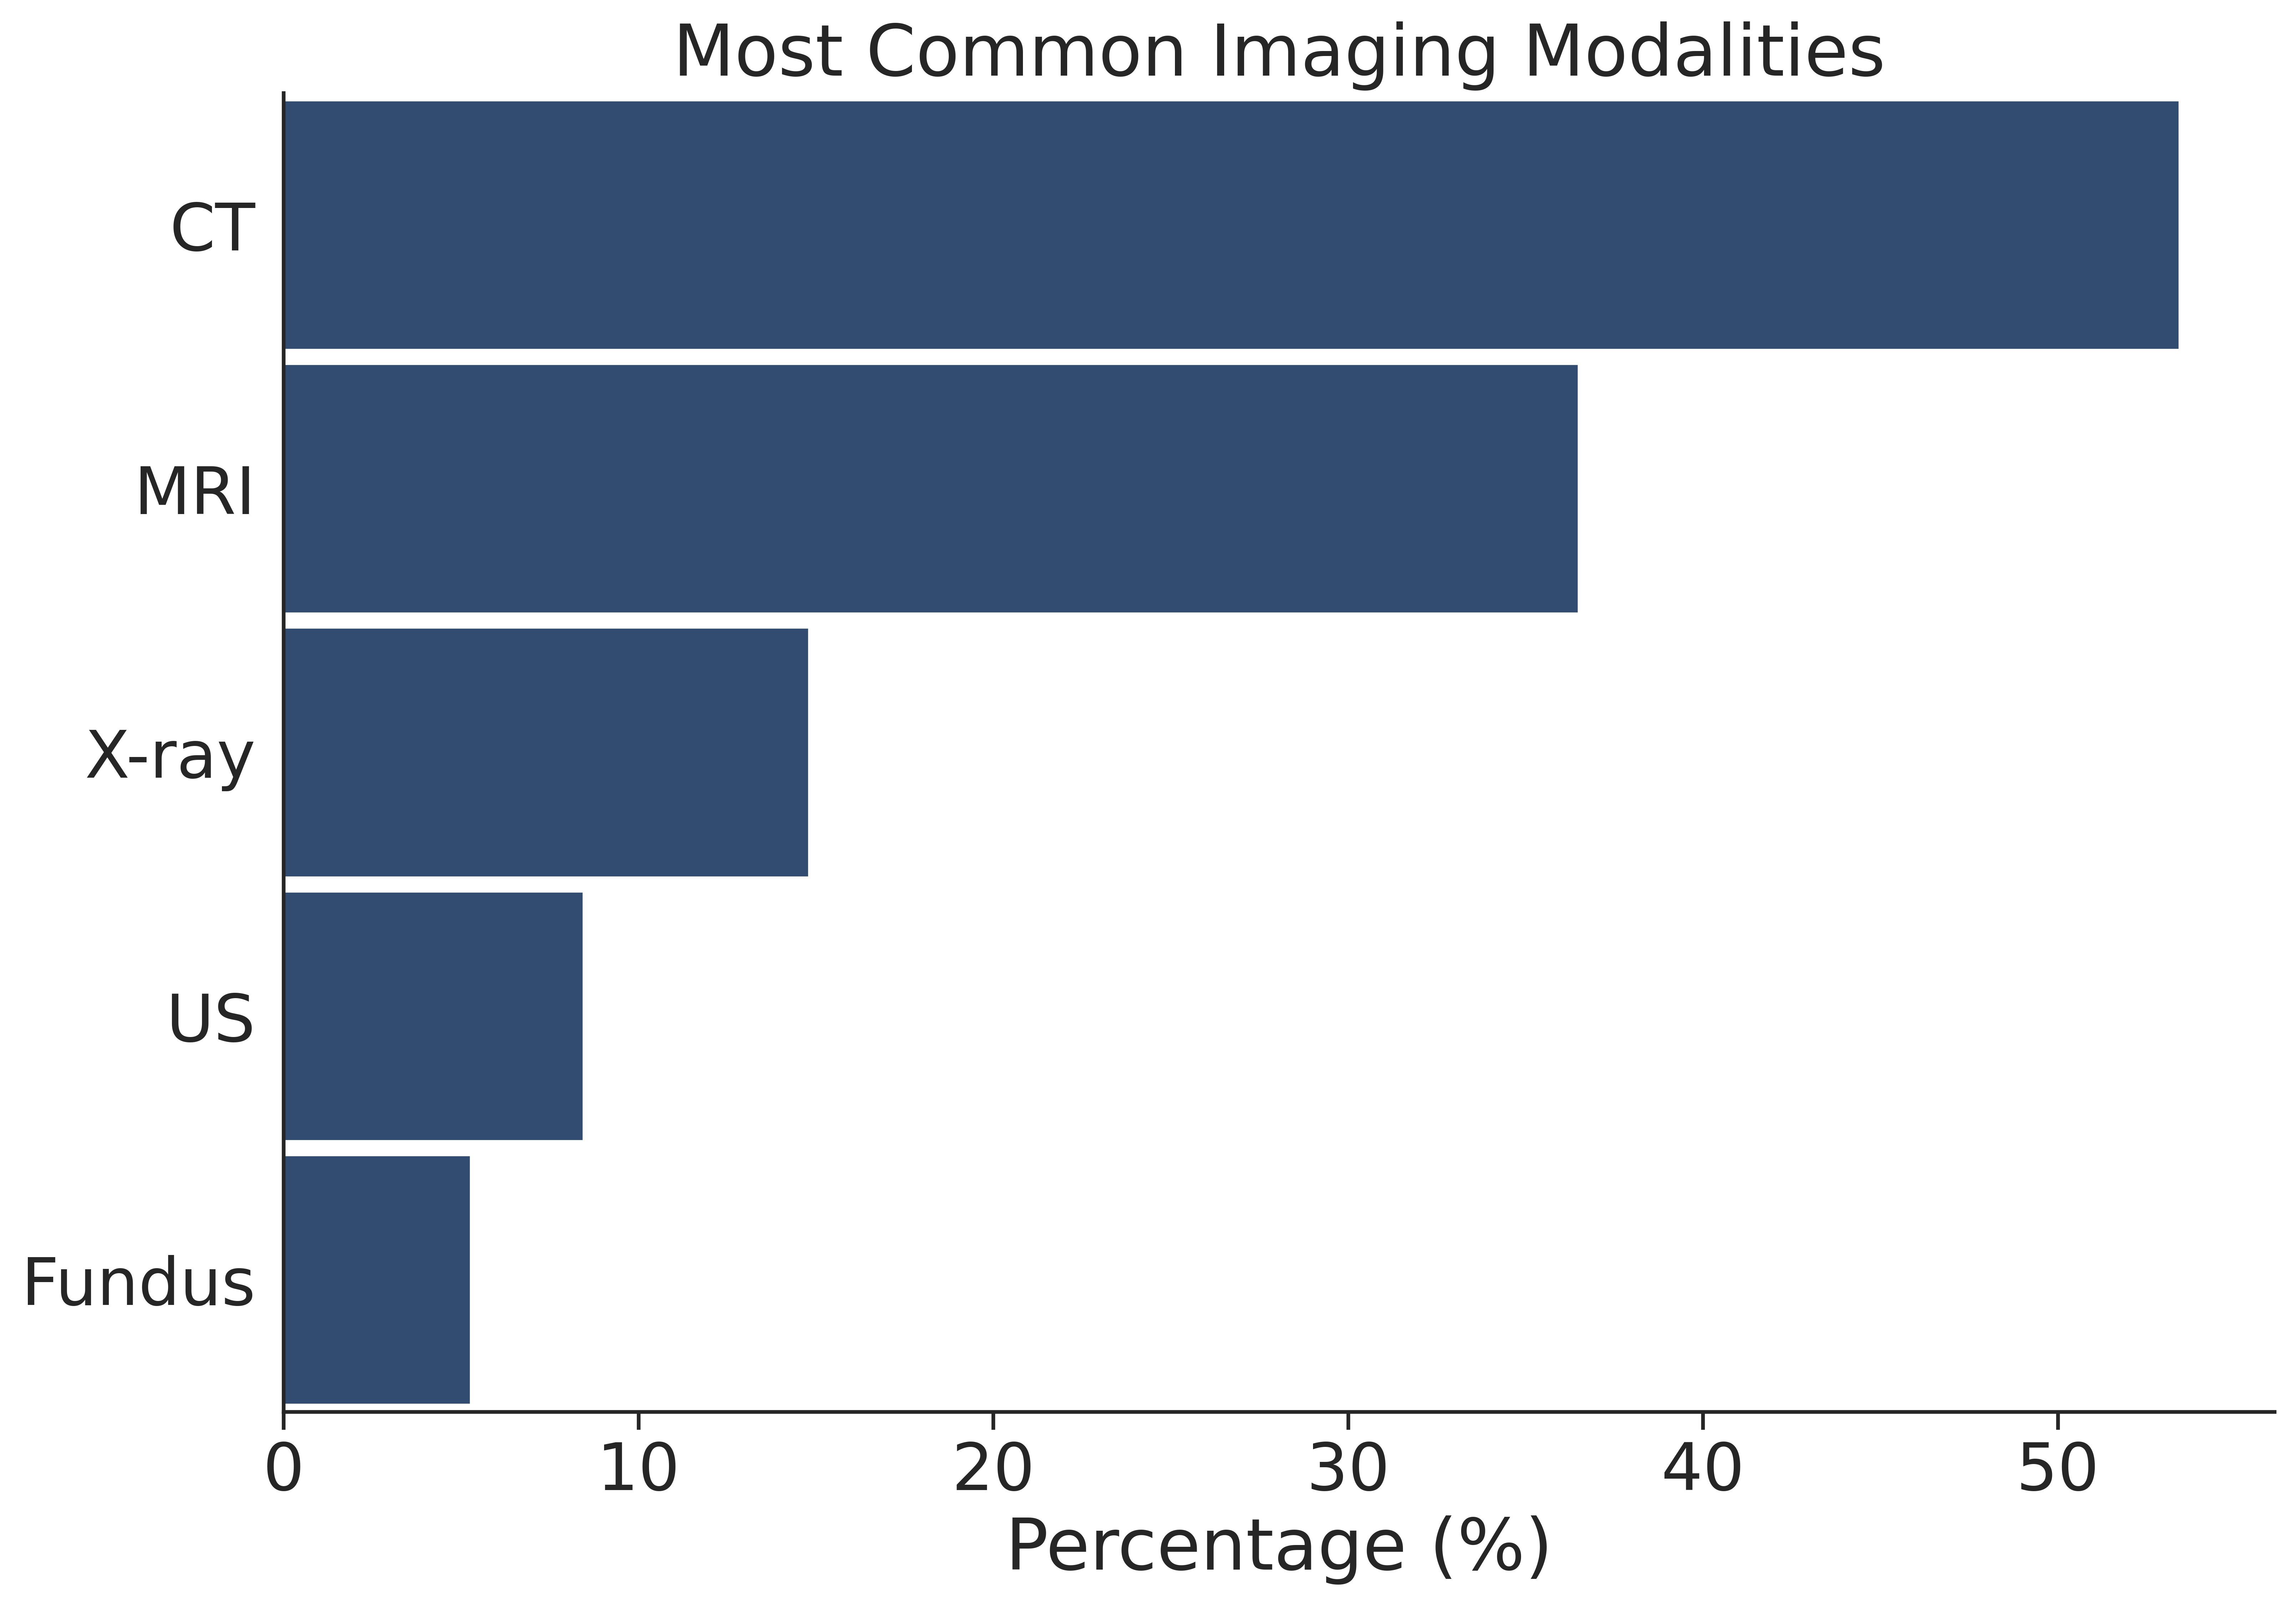 Most Common Imaging Modalities
CT
MRI
X-ray
US
Fundus
0 10 20 30 40 50
Percentage (%)